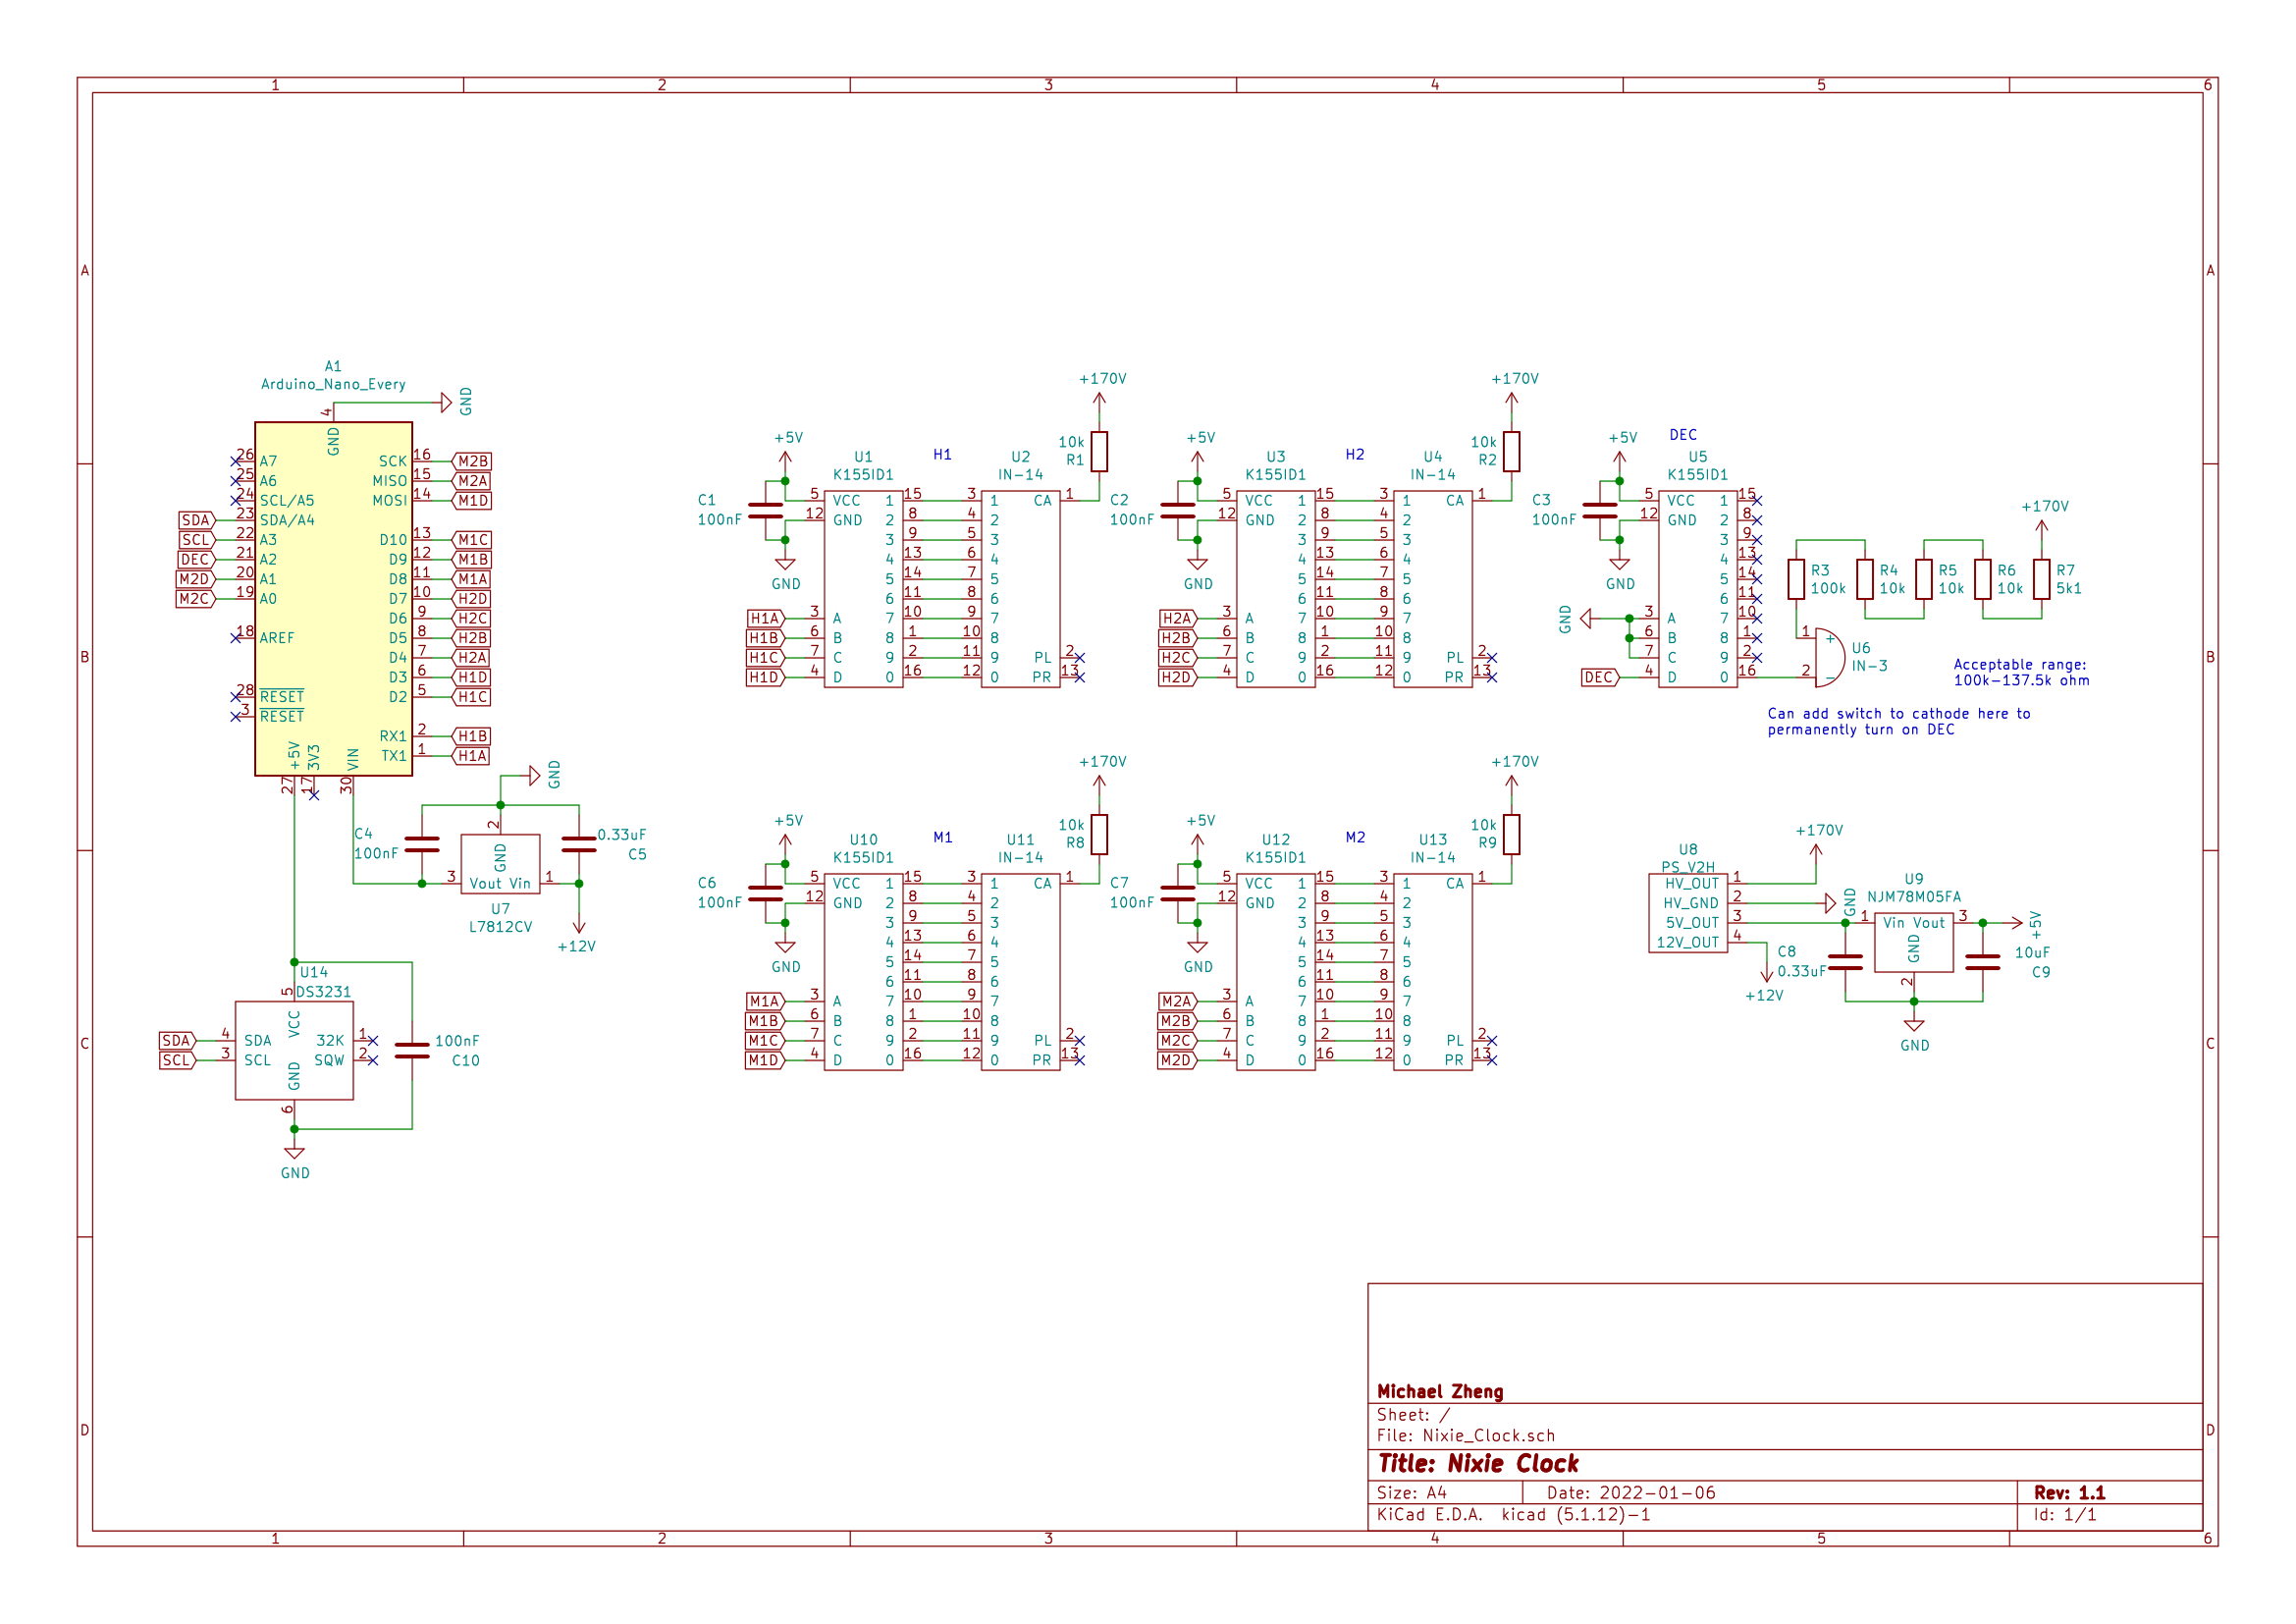 1 2 3 4 5 6
A
B
C
D
A
B
C
D
A1
Arduino_Nano_Every
4
GND
GND
26 A7
25 A6
24 SCL/A5
SDA 23 SDA/A4
SCL 22 A3
DEC 21 A2
M2D 20 A1
M2C 19 A0
18 AREF
28 RESET
3 RESET
SCK 16 M2B
MISO 15 M2A
MOSI 14 M1D
D10 13 M1C
D9 12 M1B
D8 11 M1A
D7 10 H2D
D6 9 H2C
D5 8 H2B
D4 7 H2A
D3 6 H1D
D2 5 H1C
RX1 2 H1B
TX1 1 H1A
+5V 3V3 VIN
27 17 30
GND
C4
100nF
2
GND
3 Vout Vin 1
U7
L7812CV
0.33uF
C5
+12V
U14
DS3231
5
VCC
SDA 4 SDA 32K 1
SCL 3 SCL SQW 2
GND
6
GND
100nF
C10
+5V
C1
100nF
GND
U1
K155ID1
H1
U2
IN-14
+170V
10k
R1
5 VCC 1 15 3 1 CA 1
12 GND 2 8 4 2
3 9 5 3
4 13 6 4
5 14 7 5
6 11 8 6
H1A 3 A 7 10 9 7
H1B 6 B 8 1 10 8
H1C 7 C 9 2 11 9 PL 2
H1D 4 D 0 16 12 0 PR 13
+5V
C2
100nF
GND
U3
K155ID1
H2
U4
IN-14
+170V
10k
R2
5 VCC 1 15 3 1 CA 1
12 GND 2 8 4 2
3 9 5 3
4 13 6 4
5 14 7 5
6 11 8 6
H2A 3 A 7 10 9 7
H2B 6 B 8 1 10 8
H2C 7 C 9 2 11 9 PL 2
H2D 4 D 0 16 12 0 PR 13
+5V
C3
100nF
GND
DEC
U5
K155ID1
5 VCC 1 15
12 GND 2 8
3 9
4 13
5 14
6 11
GND 3 A 7 10
6 B 8 1
7 C 9 2
DEC 4 D 0 16
R3
100k
R4
10k
R5
10k
R6
10k
+170V
R7
5k1
1 +
2 −
U6
IN-3
Acceptable range:
100k-137.5k ohm
Can add switch to cathode here to
permanently turn on DEC
+5V
C6
100nF
GND
U10
K155ID1
M1
U11
IN-14
+170V
10k
R8
5 VCC 1 15 3 1 CA 1
12 GND 2 8 4 2
3 9 5 3
4 13 6 4
5 14 7 5
6 11 8 6
M1A 3 A 7 10 9 7
M1B 6 B 8 1 10 8
M1C 7 C 9 2 11 9 PL 2
M1D 4 D 0 16 12 0 PR 13
+5V
C7
100nF
GND
U12
K155ID1
M2
U13
IN-14
+170V
10k
R9
5 VCC 1 15 3 1 CA 1
12 GND 2 8 4 2
3 9 5 3
4 13 6 4
5 14 7 5
6 11 8 6
M2A 3 A 7 10 9 7
M2B 6 B 8 1 10 8
M2C 7 C 9 2 11 9 PL 2
M2D 4 D 0 16 12 0 PR 13
U8
PS_V2H
HV_OUT 1
HV_GND 2
5V_OUT 3
12V_OUT 4
+170V
GND
+12V
C8
0.33uF
U9
NJM78M05FA
1 Vin Vout 3
GND
2
GND
+5V
10uF
C9
Michael Zheng
Sheet: /
File: Nixie_Clock.sch
Title: Nixie Clock
Size: A4 Date: 2022-01-06 Rev: 1.1
KiCad E.D.A. kicad (5.1.12)-1 Id: 1/1
1 2 3 4 5 6